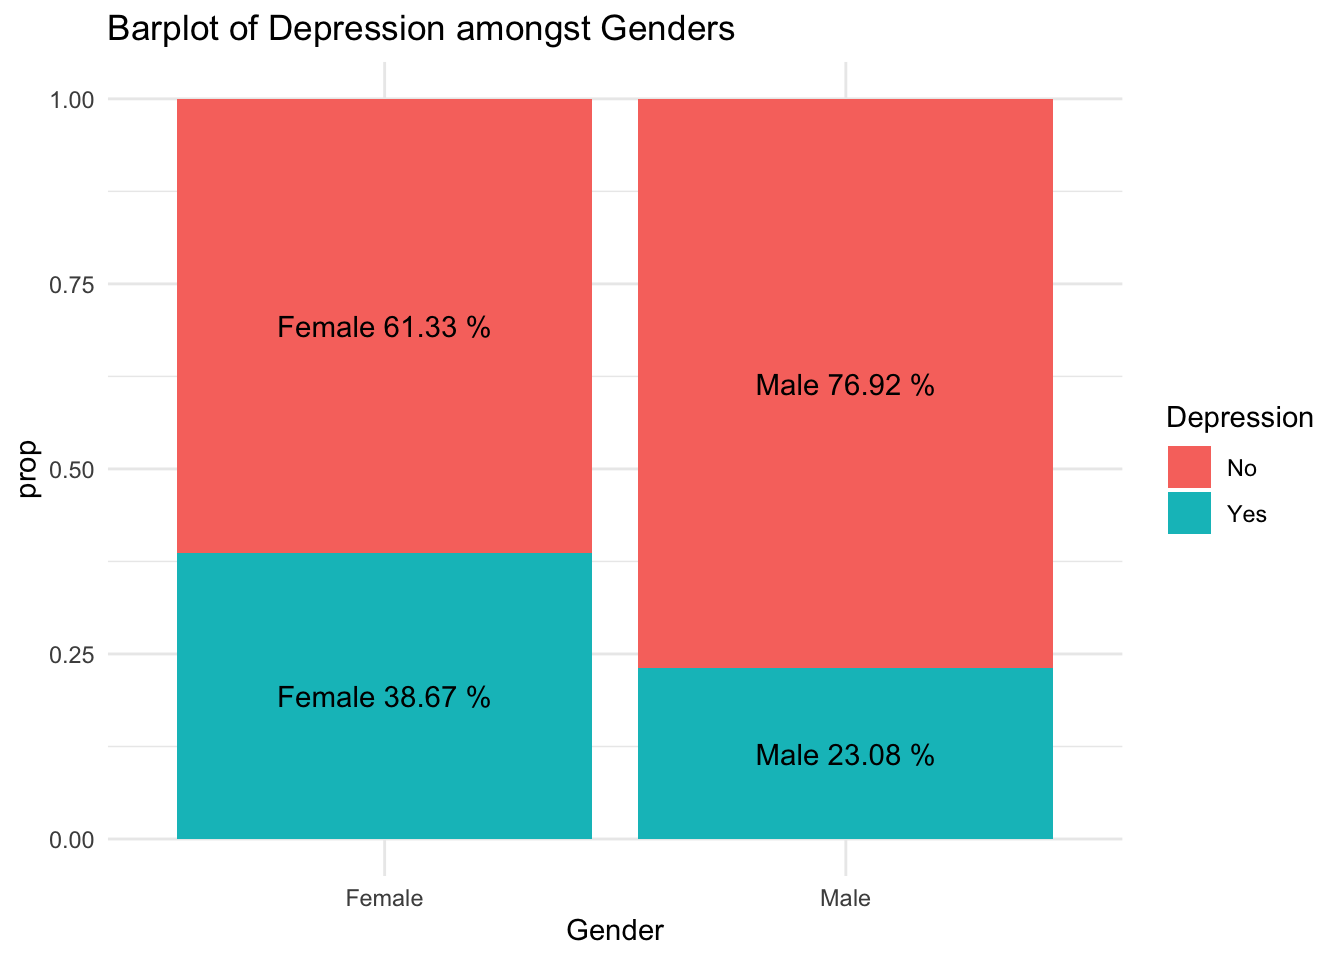 Barplot of Depression amongst Genders
1.00
0.75
0.50
0.25
0.00
prop
Female 61.33 %
Male 76.92 %
Female 38.67 %
Male 23.08 %
Female
Male
Gender
Depression
No
Yes